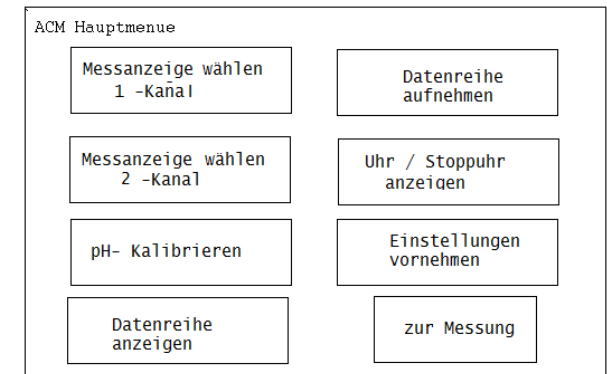 ACM Hauptmenue
Messanzeige wählen
1 -Kanal
Datenreihe
aufnehmen
Messanzeige wählen
2 -Kanal
Uhr / Stoppuhr
anzeigen
pH- Kalibrieren
Einstellungen
vornehmen
Datenreihe
anzeigen
zur Messung